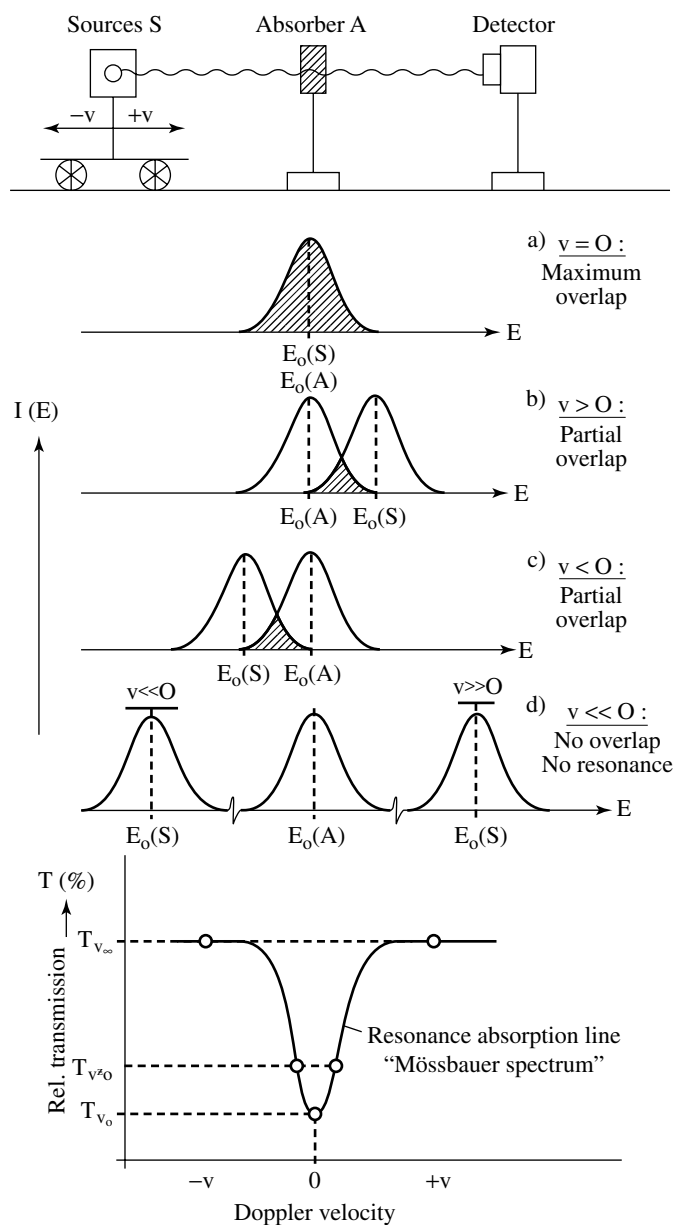 Sources S
Absorber A
Detector
−v +v
a) v = O :
Maximum
overlap
E
Eo(S)
Eo(A)
I (E)
b) v > O :
Partial
overlap
E
Eo(A) Eo(S)
c) v < O :
Partial
overlap
E
Eo(S) Eo(A)
v<<O
v>>O
d) v << O :
No overlap
No resonance
E
Eo(S) Eo(A) Eo(S)
T (%)
Rel. transmission
Tv∞
Resonance absorption line
“Mössbauer spectrum”
Tv≷o
Tvo
−v 0 +v
Doppler velocity